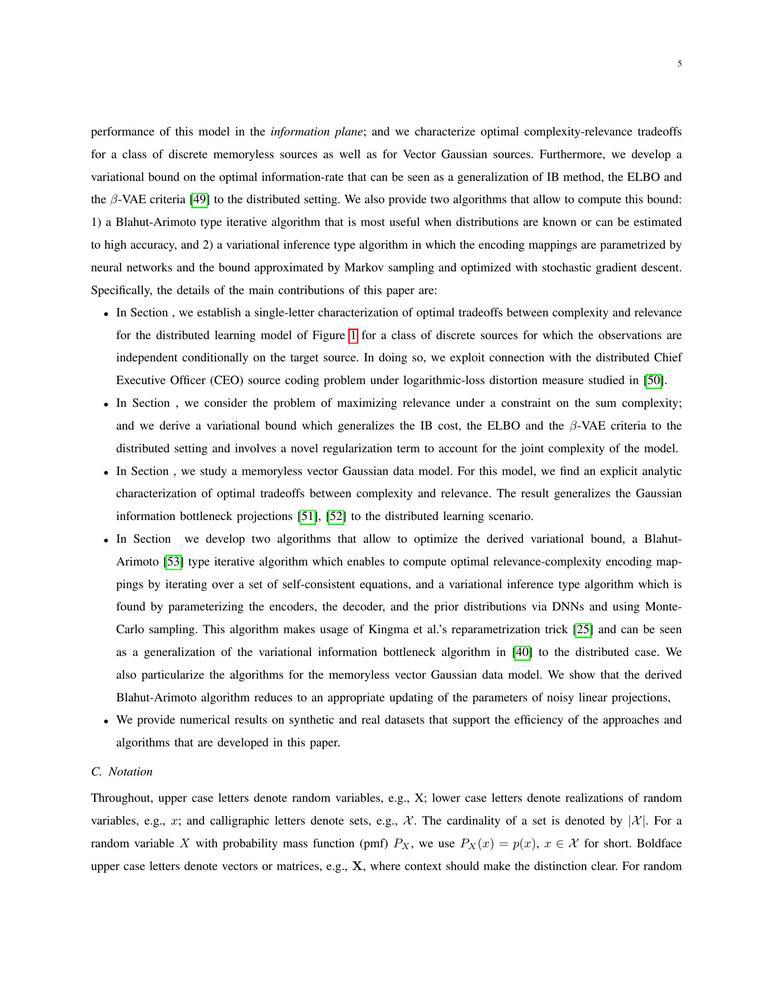 5
performance of this model in the information plane; and we characterize optimal complexity-relevance tradeoffs
for a class of discrete memoryless sources as well as for Vector Gaussian sources. Furthermore, we develop a
variational bound on the optimal information-rate that can be seen as a generalization of IB method, the ELBO and
the β-VAE criteria [49] to the distributed setting. We also provide two algorithms that allow to compute this bound:
1) a Blahut-Arimoto type iterative algorithm that is most useful when distributions are known or can be estimated
to high accuracy, and 2) a variational inference type algorithm in which the encoding mappings are parametrized by
neural networks and the bound approximated by Markov sampling and optimized with stochastic gradient descent.
Specifically, the details of the main contributions of this paper are:
• In Section , we establish a single-letter characterization of optimal tradeoffs between complexity and relevance
for the distributed learning model of Figure 1 for a class of discrete sources for which the observations are
independent conditionally on the target source. In doing so, we exploit connection with the distributed Chief
Executive Officer (CEO) source coding problem under logarithmic-loss distortion measure studied in [50].
• In Section , we consider the problem of maximizing relevance under a constraint on the sum complexity;
and we derive a variational bound which generalizes the IB cost, the ELBO and the β-VAE criteria to the
distributed setting and involves a novel regularization term to account for the joint complexity of the model.
• In Section , we study a memoryless vector Gaussian data model. For this model, we find an explicit analytic
characterization of optimal tradeoffs between complexity and relevance. The result generalizes the Gaussian
information bottleneck projections [51], [52] to the distributed learning scenario.
• In Section we develop two algorithms that allow to optimize the derived variational bound, a Blahut-
Arimoto [53] type iterative algorithm which enables to compute optimal relevance-complexity encoding map-
pings by iterating over a set of self-consistent equations, and a variational inference type algorithm which is
found by parameterizing the encoders, the decoder, and the prior distributions via DNNs and using Monte-
Carlo sampling. This algorithm makes usage of Kingma et al.'s reparametrization trick [25] and can be seen
as a generalization of the variational information bottleneck algorithm in [40] to the distributed case. We
also particularize the algorithms for the memoryless vector Gaussian data model. We show that the derived
Blahut-Arimoto algorithm reduces to an appropriate updating of the parameters of noisy linear projections,
• We provide numerical results on synthetic and real datasets that support the efficiency of the approaches and
algorithms that are developed in this paper.
C. Notation
Throughout, upper case letters denote random variables, e.g., X; lower case letters denote realizations of random
variables, e.g., x; and calligraphic letters denote sets, e.g., 𝒳. The cardinality of a set is denoted by |𝒳|. For a
random variable X with probability mass function (pmf) P_X, we use P_X(x) = p(x), x ∈ 𝒳 for short. Boldface
upper case letters denote vectors or matrices, e.g., X, where context should make the distinction clear. For random